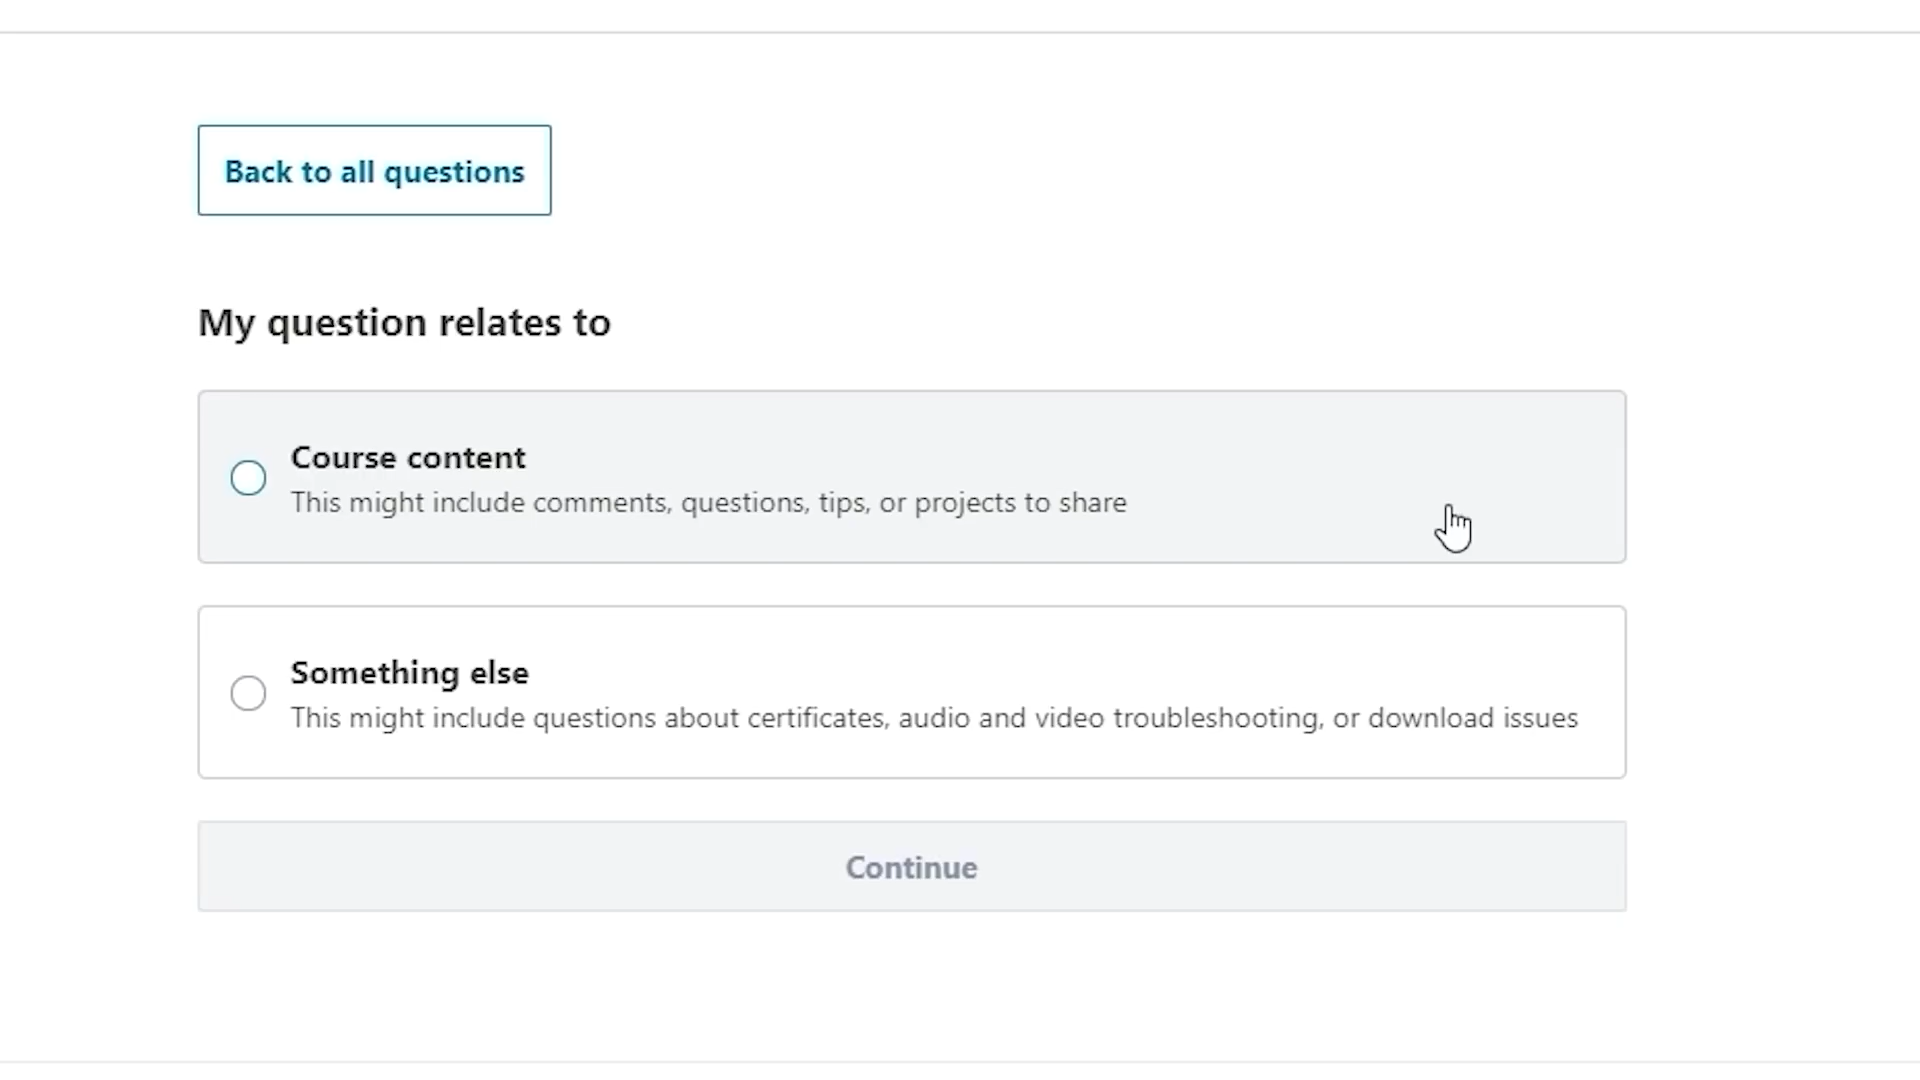 Back to all questions
My question relates to
Course content
This might include comments, questions, tips, or projects to share
Something else
This might include questions about certificates, audio and video troubleshooting, or download issues
Continue